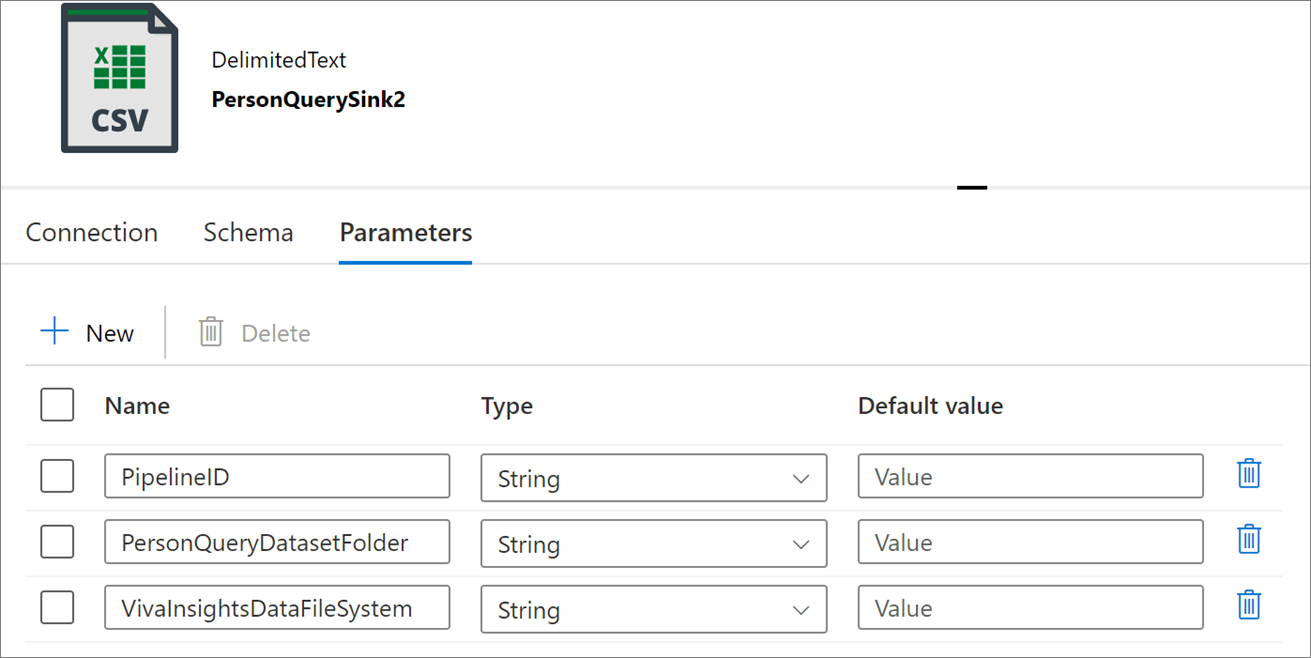 X
CSV
DelimitedText
PersonQuerySink2
Connection Schema Parameters
New Delete
Name Type Default value
PipelineID String Value
PersonQueryDatasetFolder String Value
VivaInsightsDataFileSystem String Value